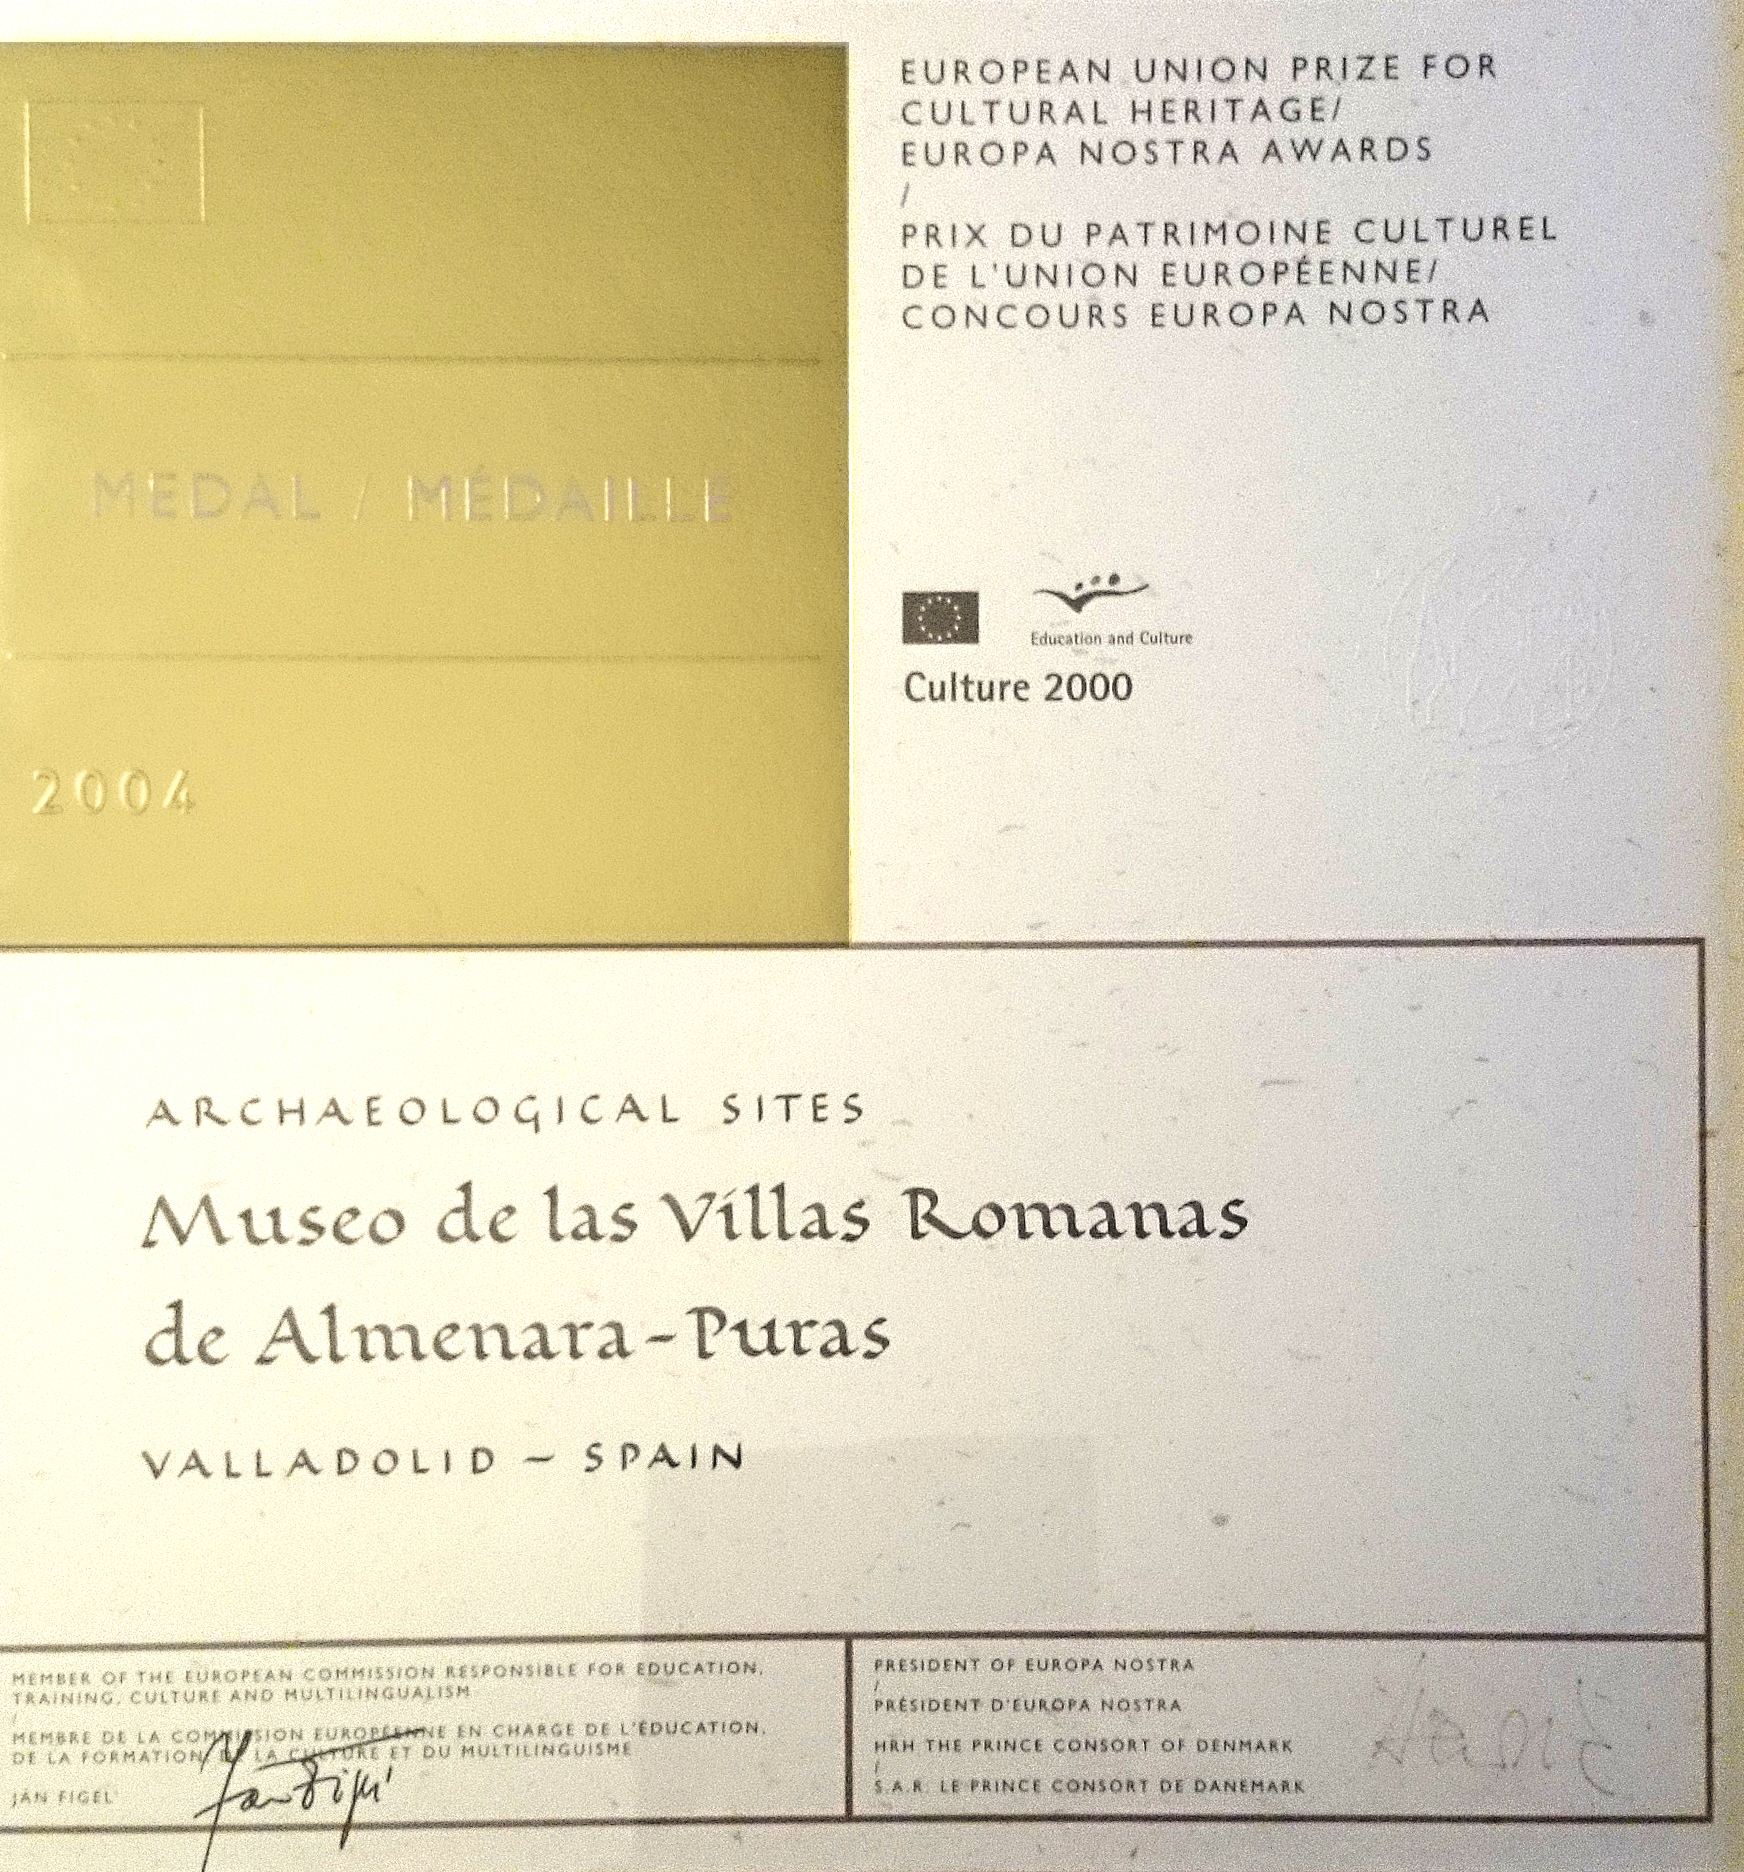 EUROPEAN UNION PRIZE FOR
CULTURAL HERITAGE/
EUROPA NOSTRA AWARDS
/
PRIX DU PATRIMOINE CULTUREL
DE L'UNION EUROPÉENNE/
CONCOURS EUROPA NOSTRA
MEDAL / MÉDAILLE
2004
Education and Culture
Culture 2000
ARCHAEOLOGICAL SITES
Museo de las Villas Romanas
de Almenara-Puras
VALLADOLID – SPAIN
MEMBER OF THE EUROPEAN COMMISSION RESPONSIBLE FOR EDUCATION,
TRAINING, CULTURE AND MULTILINGUALISM
/
MEMBRE DE LA COMMISSION EUROPÉENNE EN CHARGE DE L'ÉDUCATION,
DE LA FORMATION, DE LA CULTURE ET DU MULTILINGUISME
JÁN FIGEL'
Ján Figel'
PRESIDENT OF EUROPA NOSTRA
/
PRÉSIDENT D'EUROPA NOSTRA
HRH THE PRINCE CONSORT OF DENMARK
/
S.A.R. LE PRINCE CONSORT DE DANEMARK